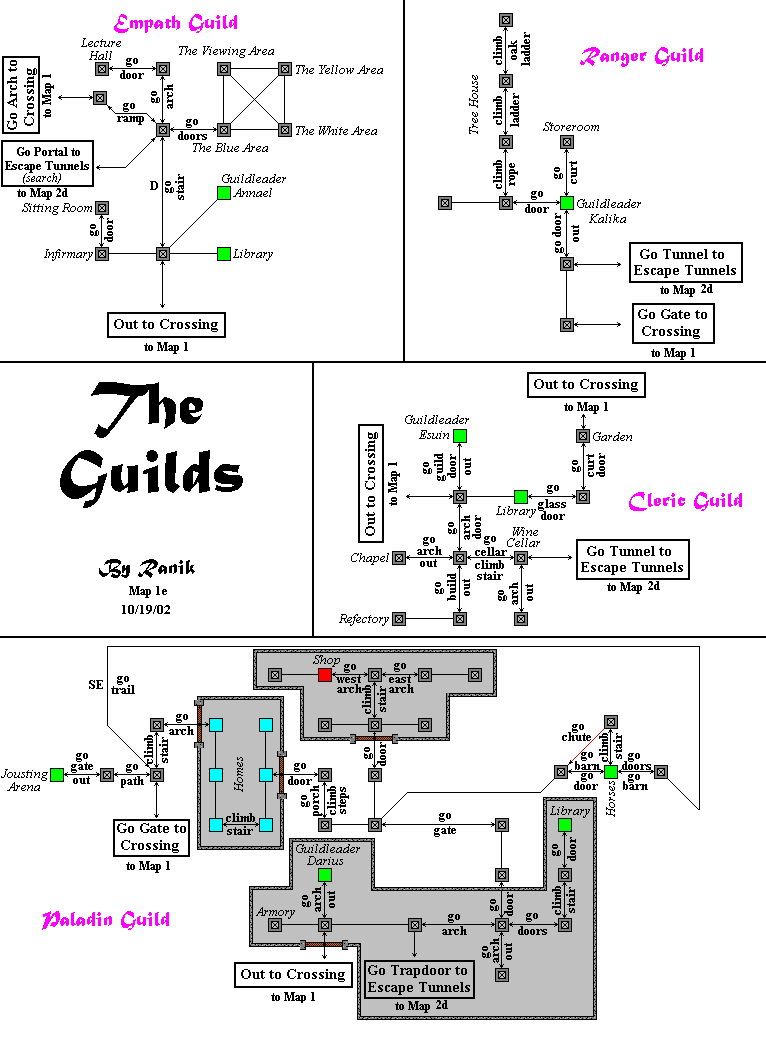 Empath Guild
Lecture
Hall
The Viewing Area
go
door
The Yellow Area
Go Arch to
Crossing
to Map 1
go
arch
go
ramp
go
doors
The White Area
The Blue Area
Go Portal to
Escape Tunnels
(search)
to Map 2d
D
go
stair
Guildleader
Annael
Sitting Room
go
door
Infirmary
Library
Out to Crossing
to Map 1
Ranger Guild
climb
oak
ladder
Tree House
climb
ladder
Storeroom
climb
rope
go
curt
go
door
Guildleader
Kalika
go door
out
Go Tunnel to
Escape Tunnels
to Map 2d
Go Gate to
Crossing
to Map 1
The
Guilds
By Ranik
Map 1e
10/19/02
Out to Crossing
to Map 1
Guildleader
Esuin
Garden
Out to Crossing
to Map 1
go
guild
door
out
go
curt
door
Cleric Guild
Library
go
glass
door
go
arch
door
Wine
Cellar
Chapel
go
arch
out
go
cellar
climb
stair
Go Tunnel to
Escape Tunnels
to Map 2d
go
build
out
go
arch
out
Refectory
Shop
SE
go
trail
go
west
arch
go
east
arch
climb
stair
go
arch
climb
stair
go
door
go
chute
climb
stair
Jousting
Arena
go
gate
out
go
path
Homes
go
door
go
barn
go
door
go
doors
go
barn
Horses
go
porch
climb
steps
climb
stair
Go Gate to
Crossing
to Map 1
go
gate
Library
Guildleader
Darius
go
door
go
arch
out
go
door
climb
stair
Paladin Guild
Armory
go
arch
go
doors
go
arch
out
Out to Crossing
to Map 1
Go Trapdoor to
Escape Tunnels
to Map 2d